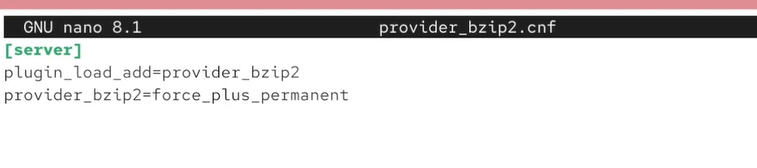 GNU nano 8.1 provider_bzip2.cnf
[server]
plugin_load_add=provider_bzip2
provider_bzip2=force_plus_permanent